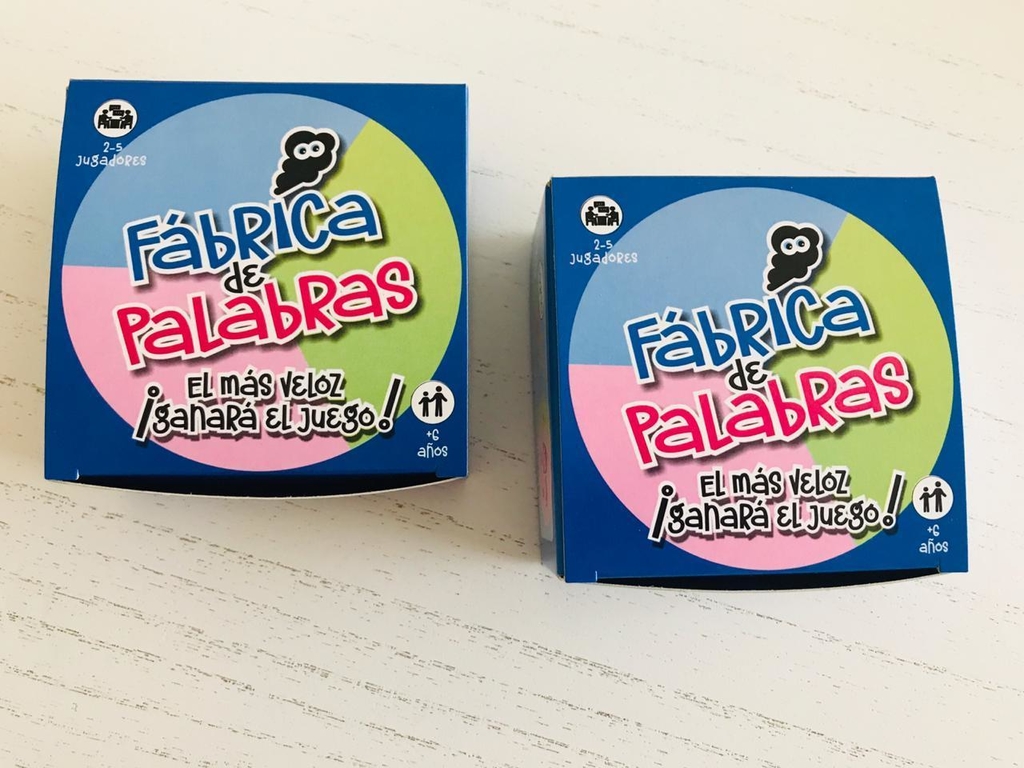 2-5
jugadores
Fábrica
de
Palabras
El más veloz
¡ganará el juego!
+6
años
2-5
jugadores
Fábrica
de
Palabras
El más veloz
¡ganará el juego!
+6
años